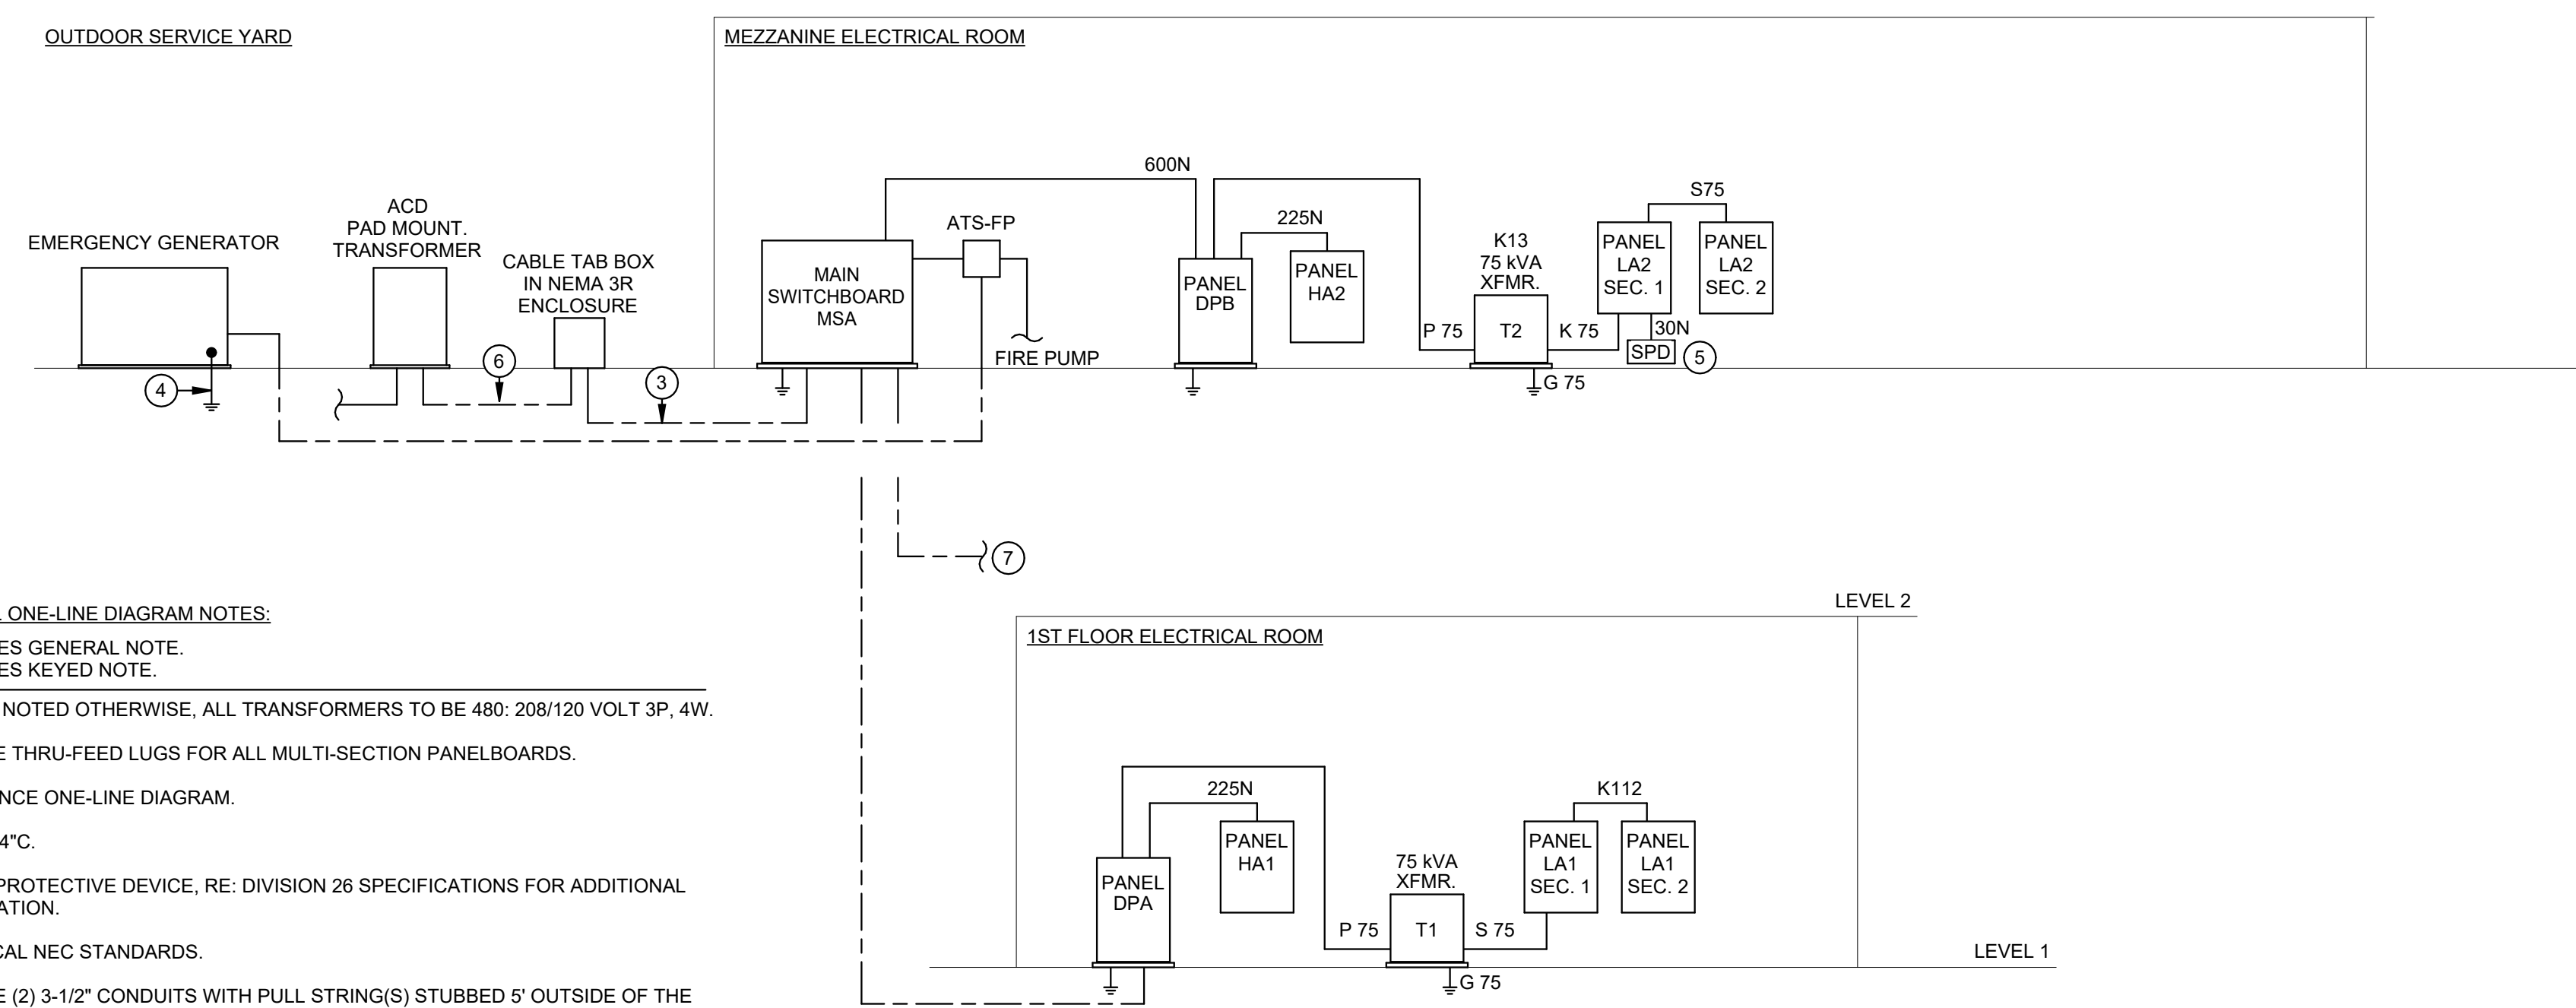 OUTDOOR SERVICE YARD
MEZZANINE ELECTRICAL ROOM
EMERGENCY GENERATOR
ACD
PAD MOUNT.
TRANSFORMER
CABLE TAB BOX
IN NEMA 3R
ENCLOSURE
4
6
3
MAIN
SWITCHBOARD
MSA
ATS-FP
FIRE PUMP
600N
PANEL
DPB
225N
PANEL
HA2
K13
75 kVA
XFMR.
P 75
T2
K 75
G 75
S75
PANEL
LA2
SEC. 1
PANEL
LA2
SEC. 2
30N
SPD
5
7
ONE-LINE DIAGRAM NOTES:
ES GENERAL NOTE.
ES KEYED NOTE.
NOTED OTHERWISE, ALL TRANSFORMERS TO BE 480: 208/120 VOLT 3P, 4W.
E THRU-FEED LUGS FOR ALL MULTI-SECTION PANELBOARDS.
NCE ONE-LINE DIAGRAM.
4"C.
PROTECTIVE DEVICE, RE: DIVISION 26 SPECIFICATIONS FOR ADDITIONAL
ATION.
CAL NEC STANDARDS.
E (2) 3-1/2" CONDUITS WITH PULL STRING(S) STUBBED 5' OUTSIDE OF THE
LEVEL 2
1ST FLOOR ELECTRICAL ROOM
225N
PANEL
DPA
PANEL
HA1
75 kVA
XFMR.
P 75
T1
S 75
G 75
K112
PANEL
LA1
SEC. 1
PANEL
LA1
SEC. 2
LEVEL 1